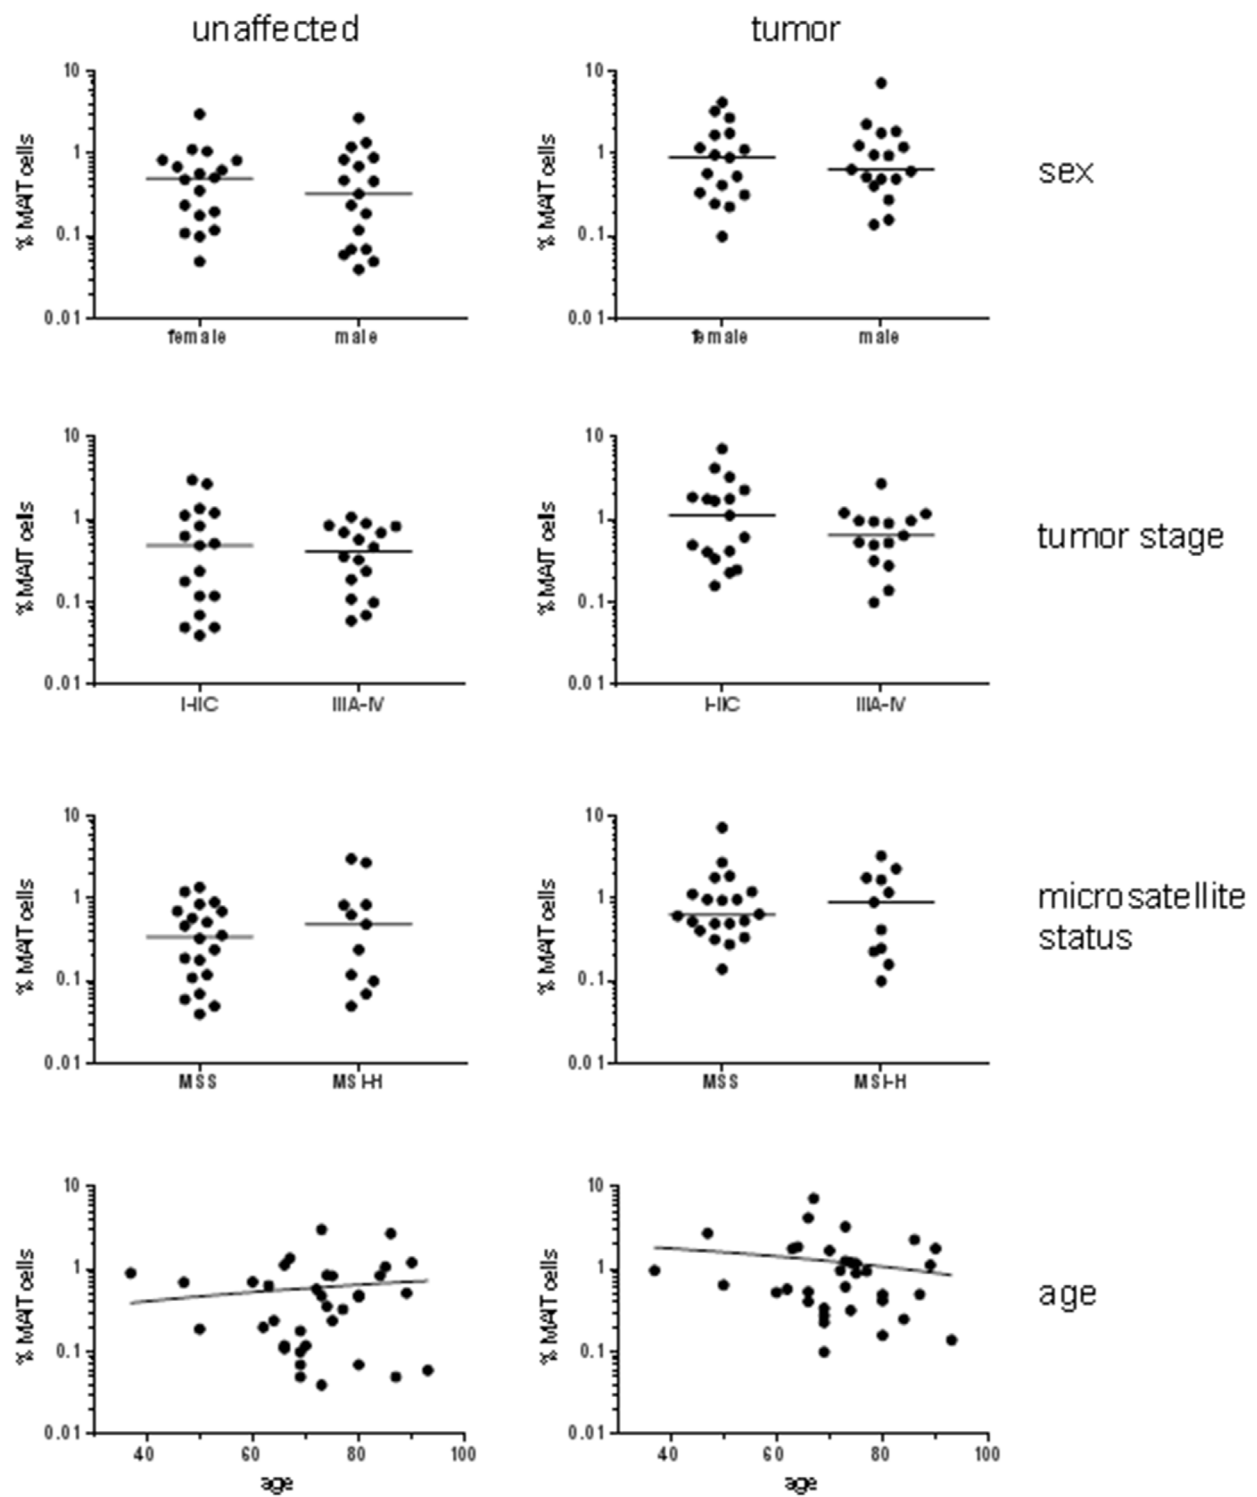 unaffected tumor
10 10
% MAIT cells 1 % MAIT cells 1 sex
0.1 0.1
0.01 0.01
female male female male
10 10
% MAIT cells 1 % MAIT cells 1 tumor stage
0.1 0.1
0.01 0.01
I-IIC IIIA-IV I-IIC IIIA-IV
10 10
% MAIT cells 1 % MAIT cells 1 microsatellite
status
0.1 0.1
0.01 0.01
MSS MSI-H MSS MSI-H
10 10
% MAIT cells 1 % MAIT cells 1 age
0.1 0.1
0.01 0.01
40 60 80 100 40 60 80 100
age age